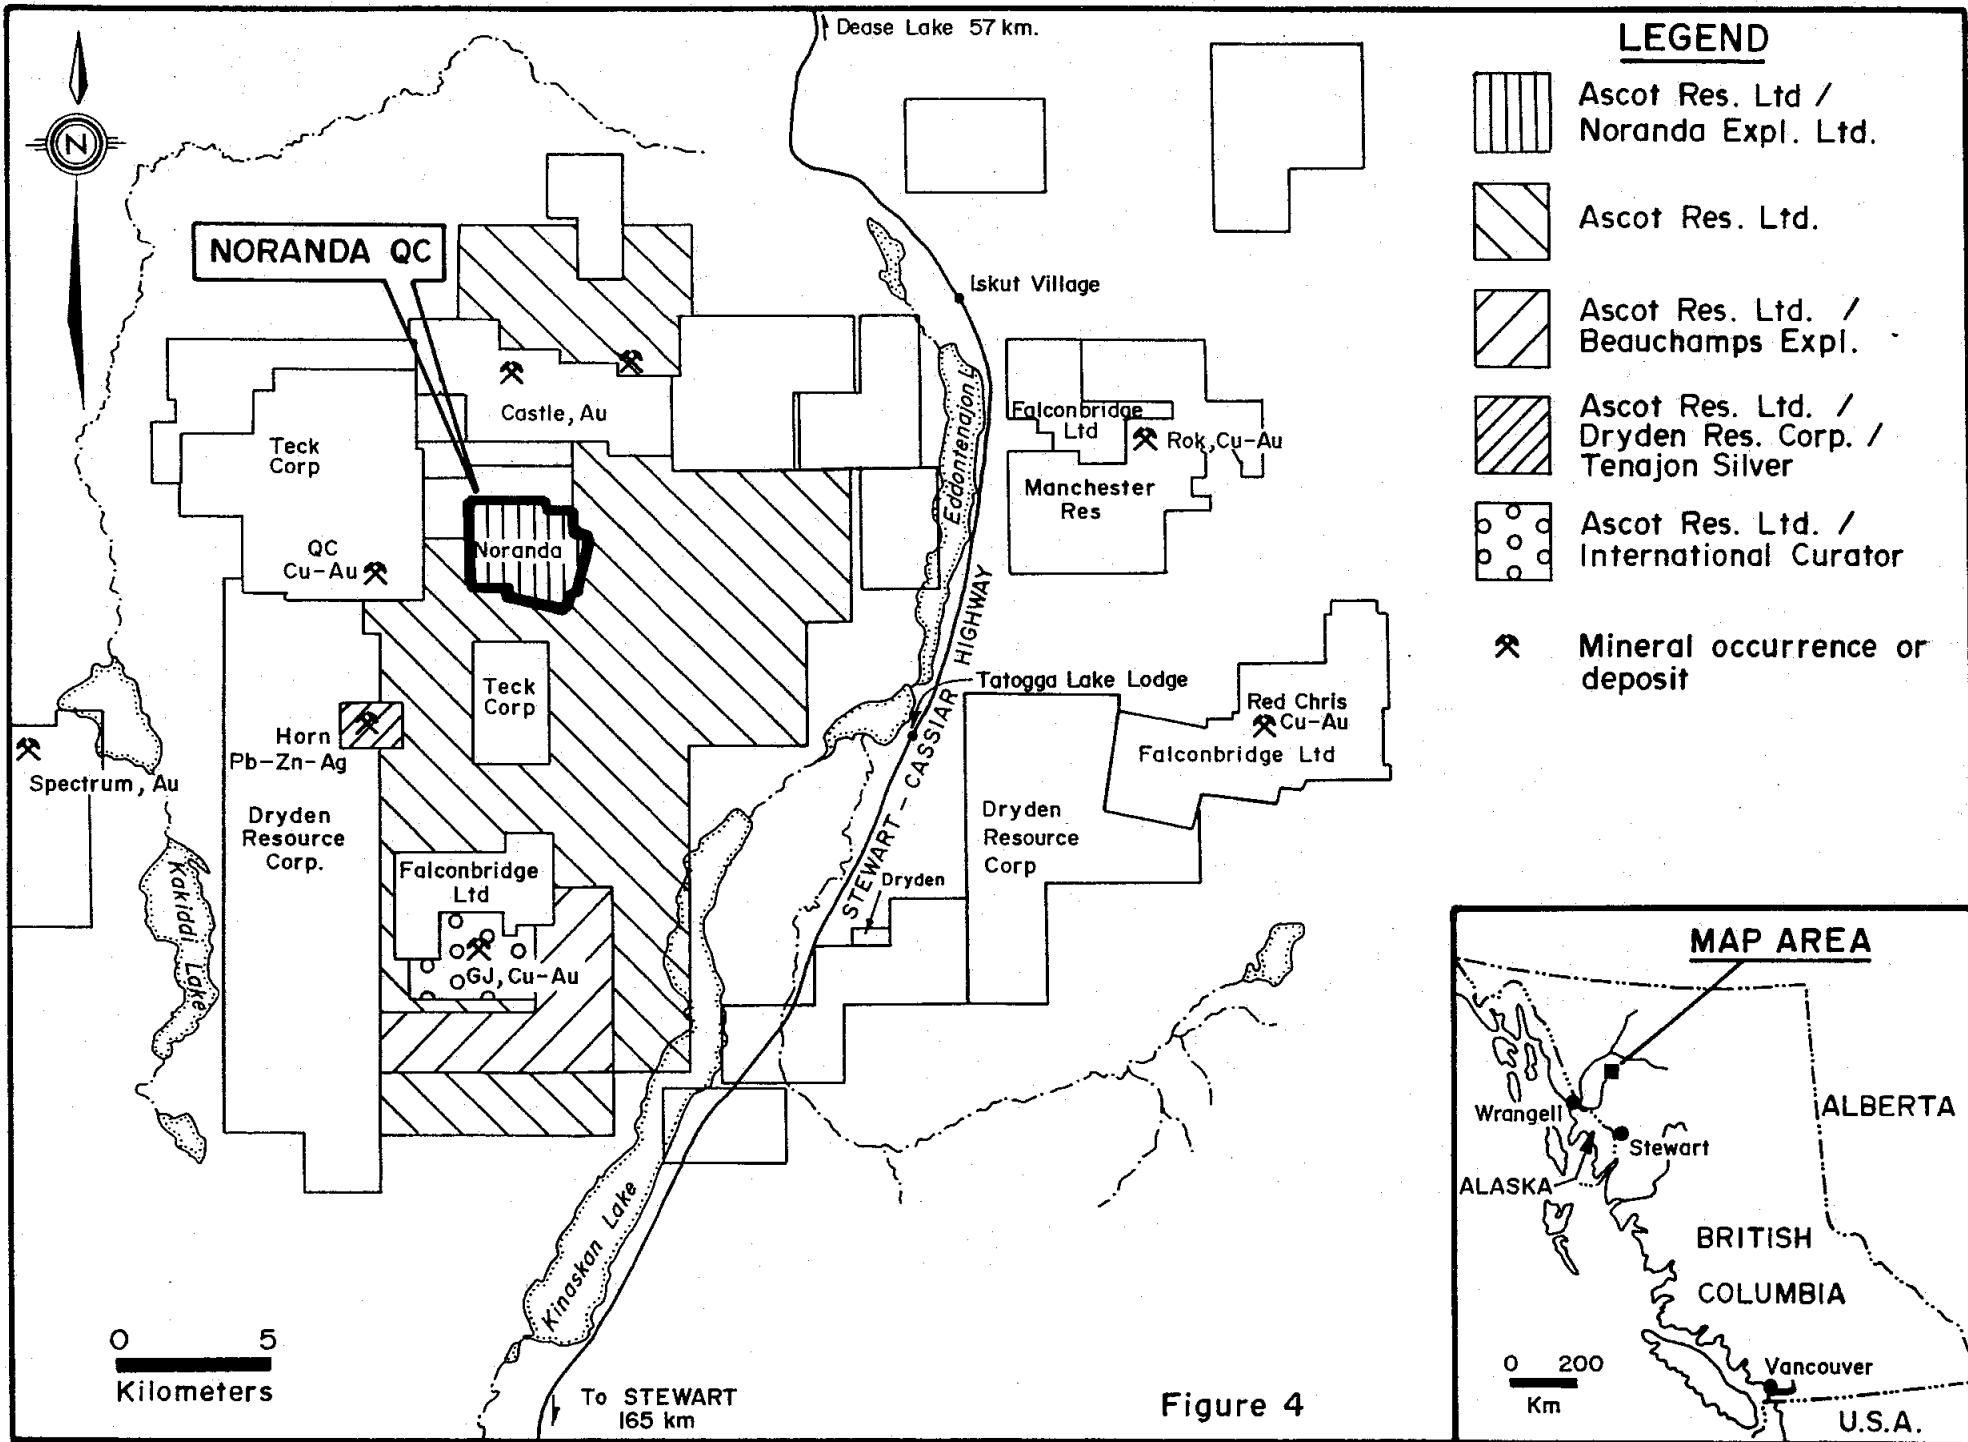 Dease Lake 57 km.
N
NORANDA QC
Iskut Village
Castle, Au
Teck
Corp
Eddontenajon L
Falconbridge
Ltd
Rok, Cu-Au
Manchester
Res
Noranda
QC
Cu-Au
STEWART - CASSIAR HIGHWAY
Tatogga Lake Lodge
Teck
Corp
Red Chris
Cu-Au
Falconbridge Ltd
Horn
Pb-Zn-Ag
Spectrum, Au
Dryden
Resource
Corp.
Dryden
Resource
Corp
Kakiddi Lake
Falconbridge
Ltd
Dryden
GJ, Cu-Au
Kinaskan Lake
0 5
Kilometers
To STEWART
165 km
Figure 4
LEGEND
Ascot Res. Ltd /
Noranda Expl. Ltd.
Ascot Res. Ltd.
Ascot Res. Ltd. /
Beauchamps Expl.
Ascot Res. Ltd. /
Dryden Res. Corp. /
Tenajon Silver
Ascot Res. Ltd. /
International Curator
Mineral occurrence or
deposit
MAP AREA
Wrangell
Stewart
ALASKA
ALBERTA
BRITISH
COLUMBIA
0 200
Km
Vancouver
U.S.A.